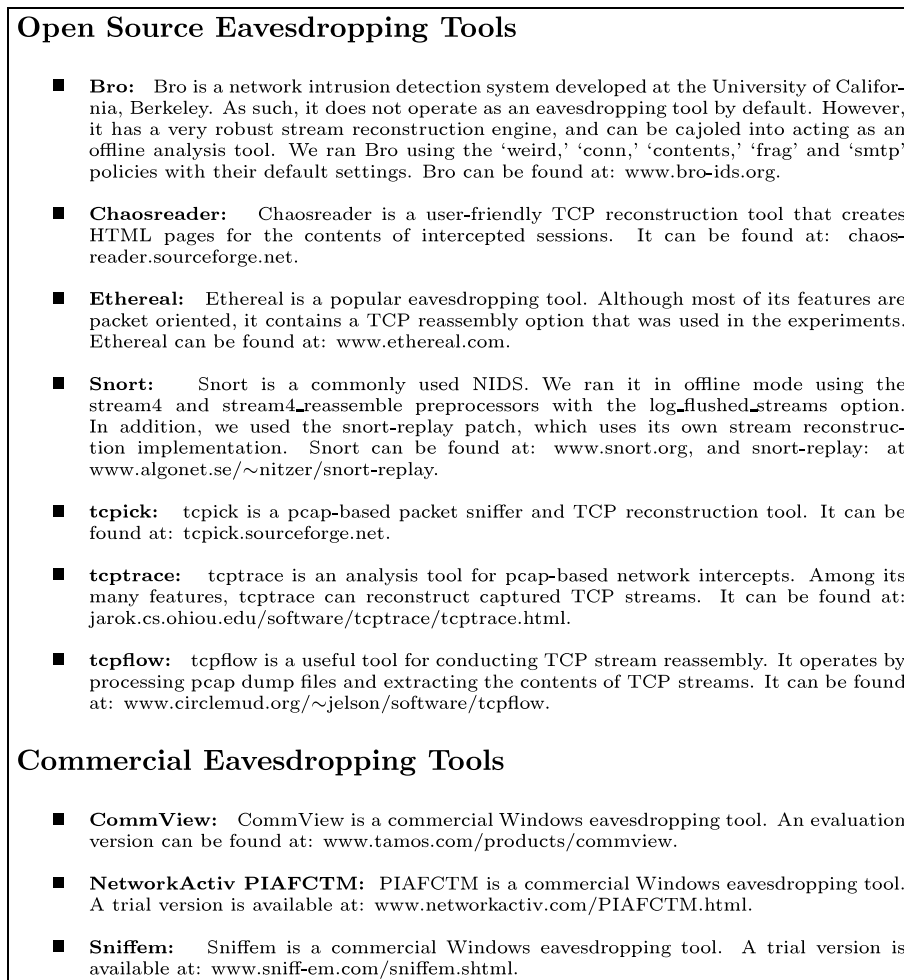 Open Source Eavesdropping Tools
■ Bro: Bro is a network intrusion detection system developed at the University of Califor-
nia, Berkeley. As such, it does not operate as an eavesdropping tool by default. However,
it has a very robust stream reconstruction engine, and can be cajoled into acting as an
offline analysis tool. We ran Bro using the ‘weird,’ ‘conn,’ ‘contents,’ ‘frag’ and ‘smtp’
policies with their default settings. Bro can be found at: www.bro-ids.org.
■ Chaosreader: Chaosreader is a user-friendly TCP reconstruction tool that creates
HTML pages for the contents of intercepted sessions. It can be found at: chaos-
reader.sourceforge.net.
■ Ethereal: Ethereal is a popular eavesdropping tool. Although most of its features are
packet oriented, it contains a TCP reassembly option that was used in the experiments.
Ethereal can be found at: www.ethereal.com.
■ Snort: Snort is a commonly used NIDS. We ran it in offline mode using the
stream4 and stream4_reassemble preprocessors with the log_flushed_streams option.
In addition, we used the snort-replay patch, which uses its own stream reconstruc-
tion implementation. Snort can be found at: www.snort.org, and snort-replay: at
www.algonet.se/∼nitzer/snort-replay.
■ tcpick: tcpick is a pcap-based packet sniffer and TCP reconstruction tool. It can be
found at: tcpick.sourceforge.net.
■ tcptrace: tcptrace is an analysis tool for pcap-based network intercepts. Among its
many features, tcptrace can reconstruct captured TCP streams. It can be found at:
jarok.cs.ohiou.edu/software/tcptrace/tcptrace.html.
■ tcpflow: tcpflow is a useful tool for conducting TCP stream reassembly. It operates by
processing pcap dump files and extracting the contents of TCP streams. It can be found
at: www.circlemud.org/∼jelson/software/tcpflow.
Commercial Eavesdropping Tools
■ CommView: CommView is a commercial Windows eavesdropping tool. An evaluation
version can be found at: www.tamos.com/products/commview.
■ NetworkActiv PIAFCTM: PIAFCTM is a commercial Windows eavesdropping tool.
A trial version is available at: www.networkactiv.com/PIAFCTM.html.
■ Sniffem: Sniffem is a commercial Windows eavesdropping tool. A trial version is
available at: www.sniff-em.com/sniffem.shtml.